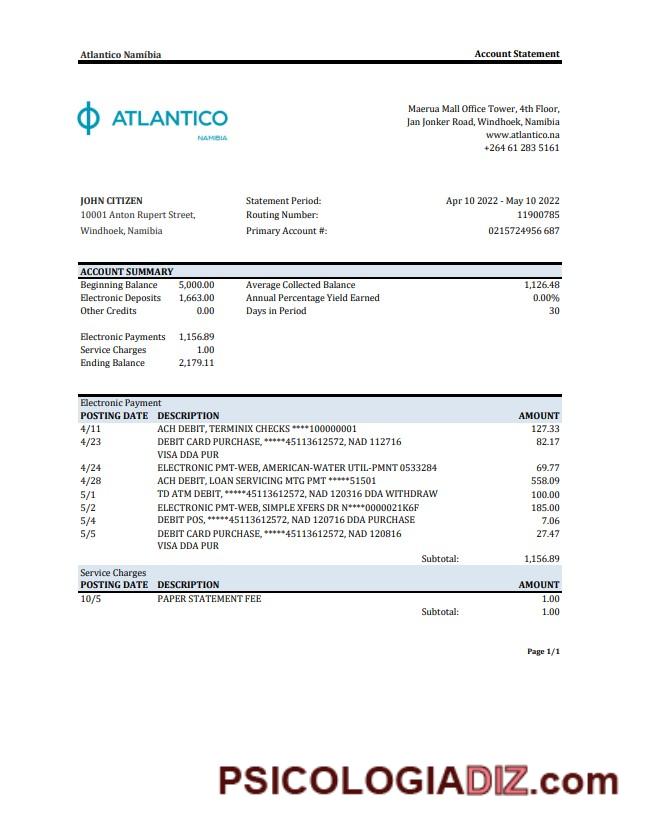 Atlantico Namíbia Account Statement
ATLANTICO
NAMIBIA
Maerua Mall Office Tower, 4th Floor,
Jan Jonker Road, Windhoek, Namibia
www.atlantico.na
+264 61 283 5161
JOHN CITIZEN Statement Period: Apr 10 2022 - May 10 2022
10001 Anton Rupert Street, Routing Number: 11900785
Windhoek, Namibia Primary Account #: 0215724956 687
ACCOUNT SUMMARY
Beginning Balance 5,000.00 Average Collected Balance 1,126.48
Electronic Deposits 1,663.00 Annual Percentage Yield Earned 0.00%
Other Credits 0.00 Days in Period 30
Electronic Payments 1,156.89
Service Charges 1.00
Ending Balance 2,179.11
Electronic Payment
POSTING DATE DESCRIPTION AMOUNT
4/11 ACH DEBIT, TERMINIX CHECKS ****100000001 127.33
4/23 DEBIT CARD PURCHASE, *****45113612572, NAD 112716 82.17
VISA DDA PUR
4/24 ELECTRONIC PMT-WEB, AMERICAN-WATER UTIL-PMNT 0533284 69.77
4/28 ACH DEBIT, LOAN SERVICING MTG PMT *****51501 558.09
5/1 TD ATM DEBIT, *****45113612572, NAD 120316 DDA WITHDRAW 100.00
5/2 ELECTRONIC PMT-WEB, SIMPLE XFERS DR N****0000021K6F 185.00
5/4 DEBIT POS, *****45113612572, NAD 120716 DDA PURCHASE 7.06
5/5 DEBIT CARD PURCHASE, *****45113612572, NAD 120816 27.47
VISA DDA PUR
Subtotal: 1,156.89
Service Charges
POSTING DATE DESCRIPTION AMOUNT
10/5 PAPER STATEMENT FEE 1.00
Subtotal: 1.00
Page 1/1
PSICOLOGIADIZ.com